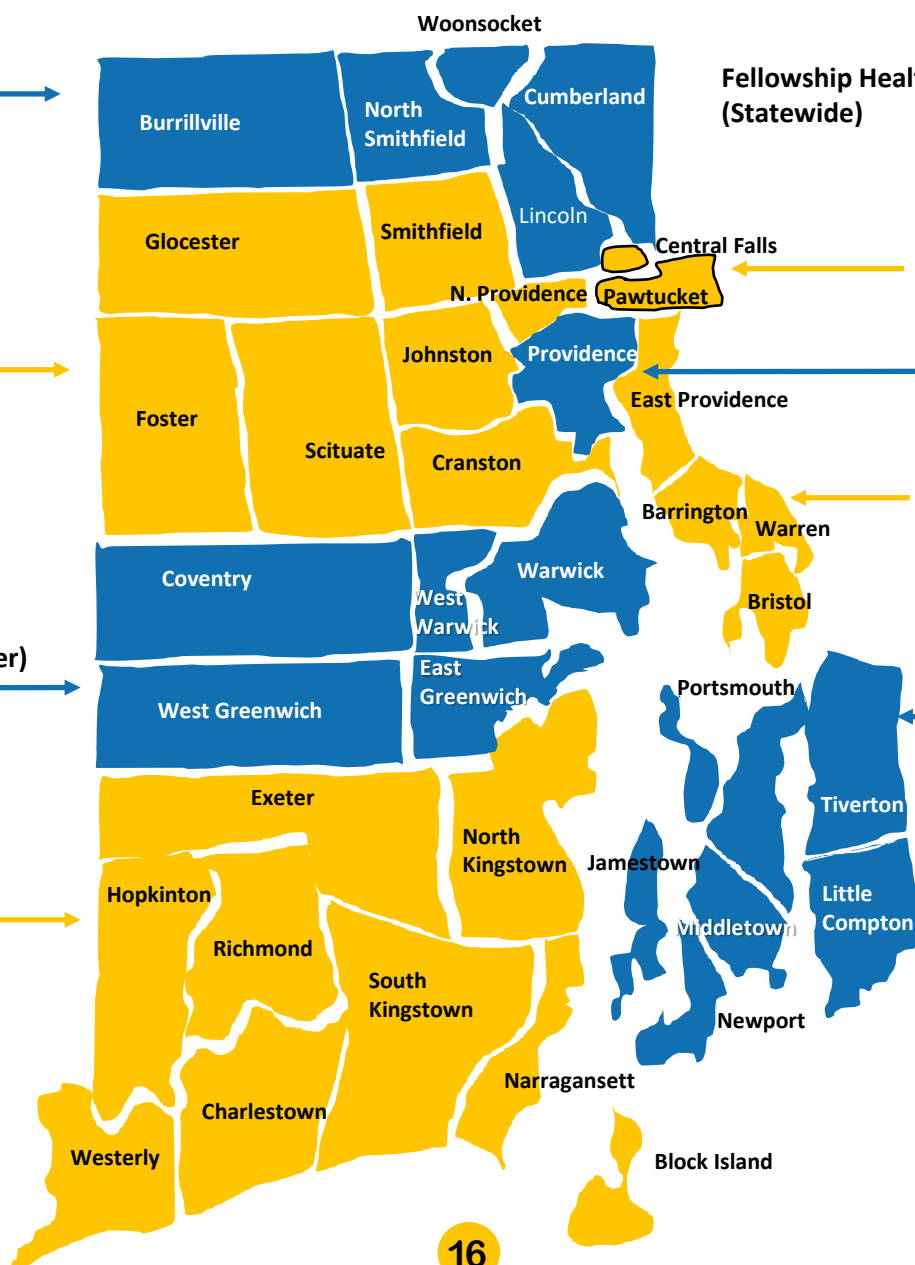 Woonsocket
Fellowship Heal
(Statewide)
Cumberland
North
Smithfield
Burrillville
Lincoln
Smithfield
Glocester
Central Falls
N. Providence
Pawtucket
Johnston
Providence
East Providence
Foster
Scituate
Cranston
Barrington
Warren
Coventry
Warwick
West
Warwick
Bristol
er)
East
Greenwich
Portsmouth
West Greenwich
Exeter
Tiverton
North
Kingstown
Jamestown
Hopkinton
Little
Compton
Middletown
Richmond
South
Kingstown
Newport
Narragansett
Charlestown
Westerly
Block Island
16